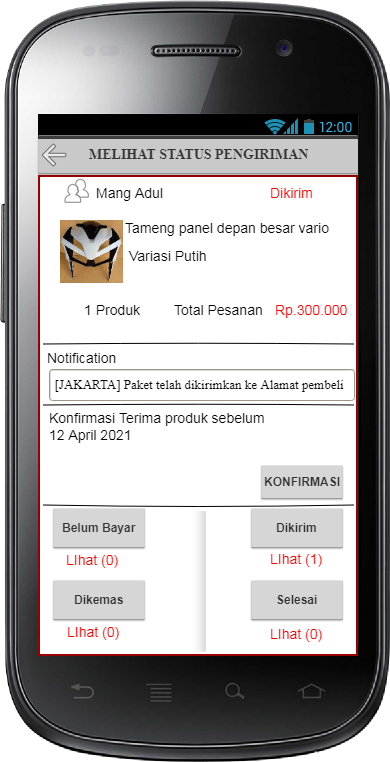 12:00
MELIHAT STATUS PENGIRIMAN
Mang Adul
Dikirim
Tameng panel depan besar vario
Variasi Putih
1 Produk
Total Pesanan
Rp.300.000
Notification
[JAKARTA] Paket telah dikirimkan ke Alamat pembeli
Konfirmasi Terima produk sebelum
12 April 2021
KONFIRMASI
Belum Bayar
Dikirim
LIhat (0)
LIhat (1)
Dikemas
Selesai
LIhat (0)
LIhat (0)